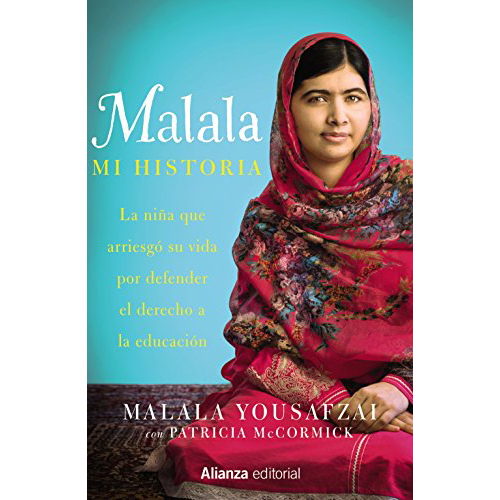 Malala
MI HISTORIA
La niña que
arriesgó su vida
por defender
el derecho a
la educación
MALALA YOUSAFZAI
con PATRICIA McCORMICK
Alianza editorial